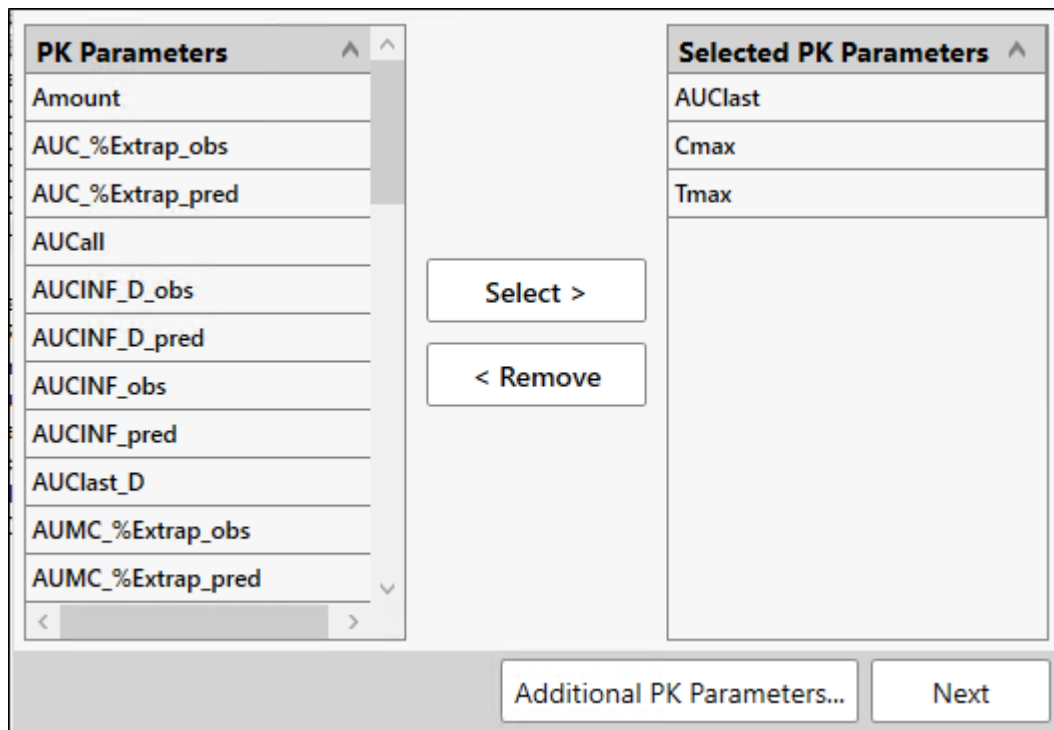 PK Parameters
Amount
AUC_%Extrap_obs
AUC_%Extrap_pred
AUCall
AUCINF_D_obs
AUCINF_D_pred
AUCINF_obs
AUCINF_pred
AUClast_D
AUMC_%Extrap_obs
AUMC_%Extrap_pred
Select >
< Remove
Selected PK Parameters
AUClast
Cmax
Tmax
Additional PK Parameters...
Next